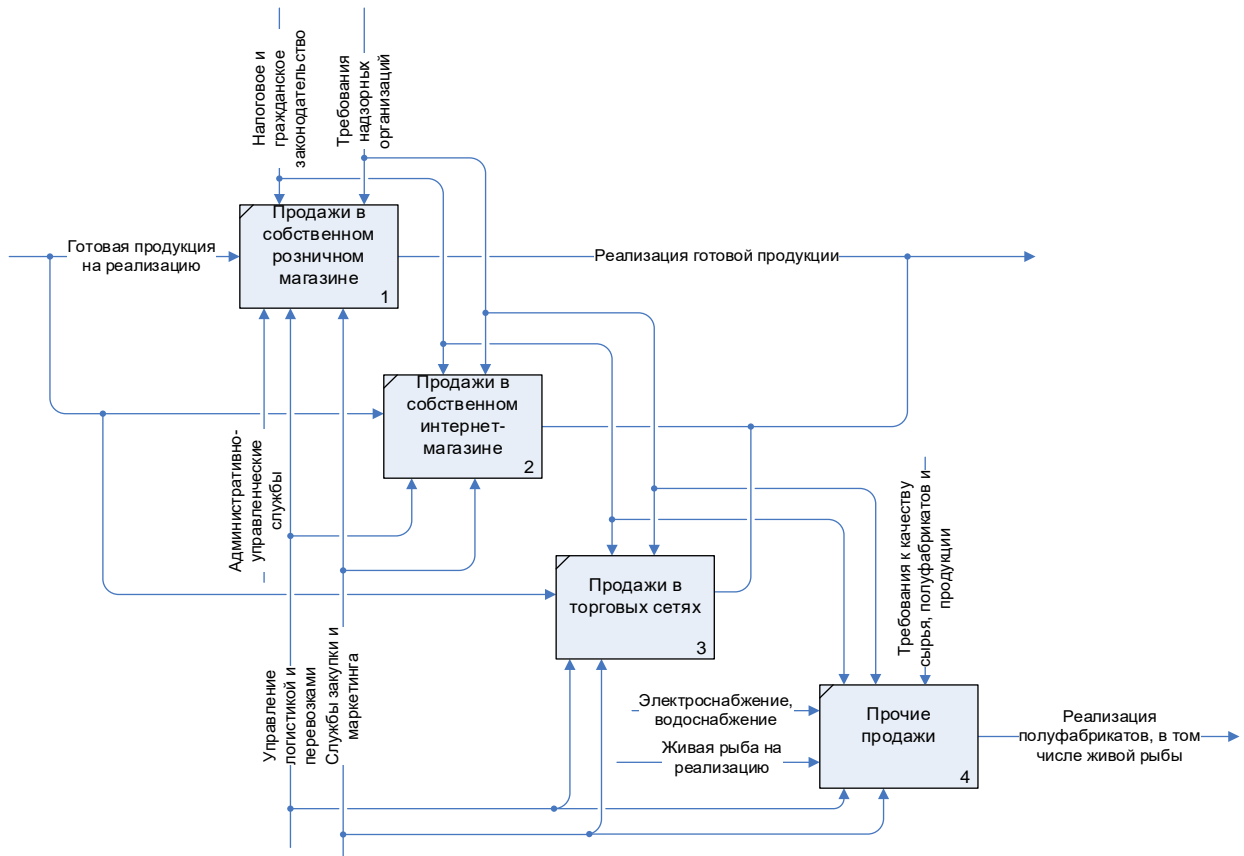 Налоговое и
гражданское
законодательство
Требования
надзорных
организаций
Продажи в
собственном
розничном
магазине
1
Готовая продукция
на реализацию
Реализация готовой продукции
Продажи в
собственном
интернет-
магазине
2
Административно-
управленческие
службы
Требования к качеству
сырья, полуфабрикатов и
продукции
Продажи в
торговых сетях
3
Управление
логистикой и
перевозками
Службы закупки и
маркетинга
Электроснабжение,
водоснабжение
Живая рыба на
реализацию
Прочие
продажи
4
Реализация
полуфабрикатов, в том
числе живой рыбы